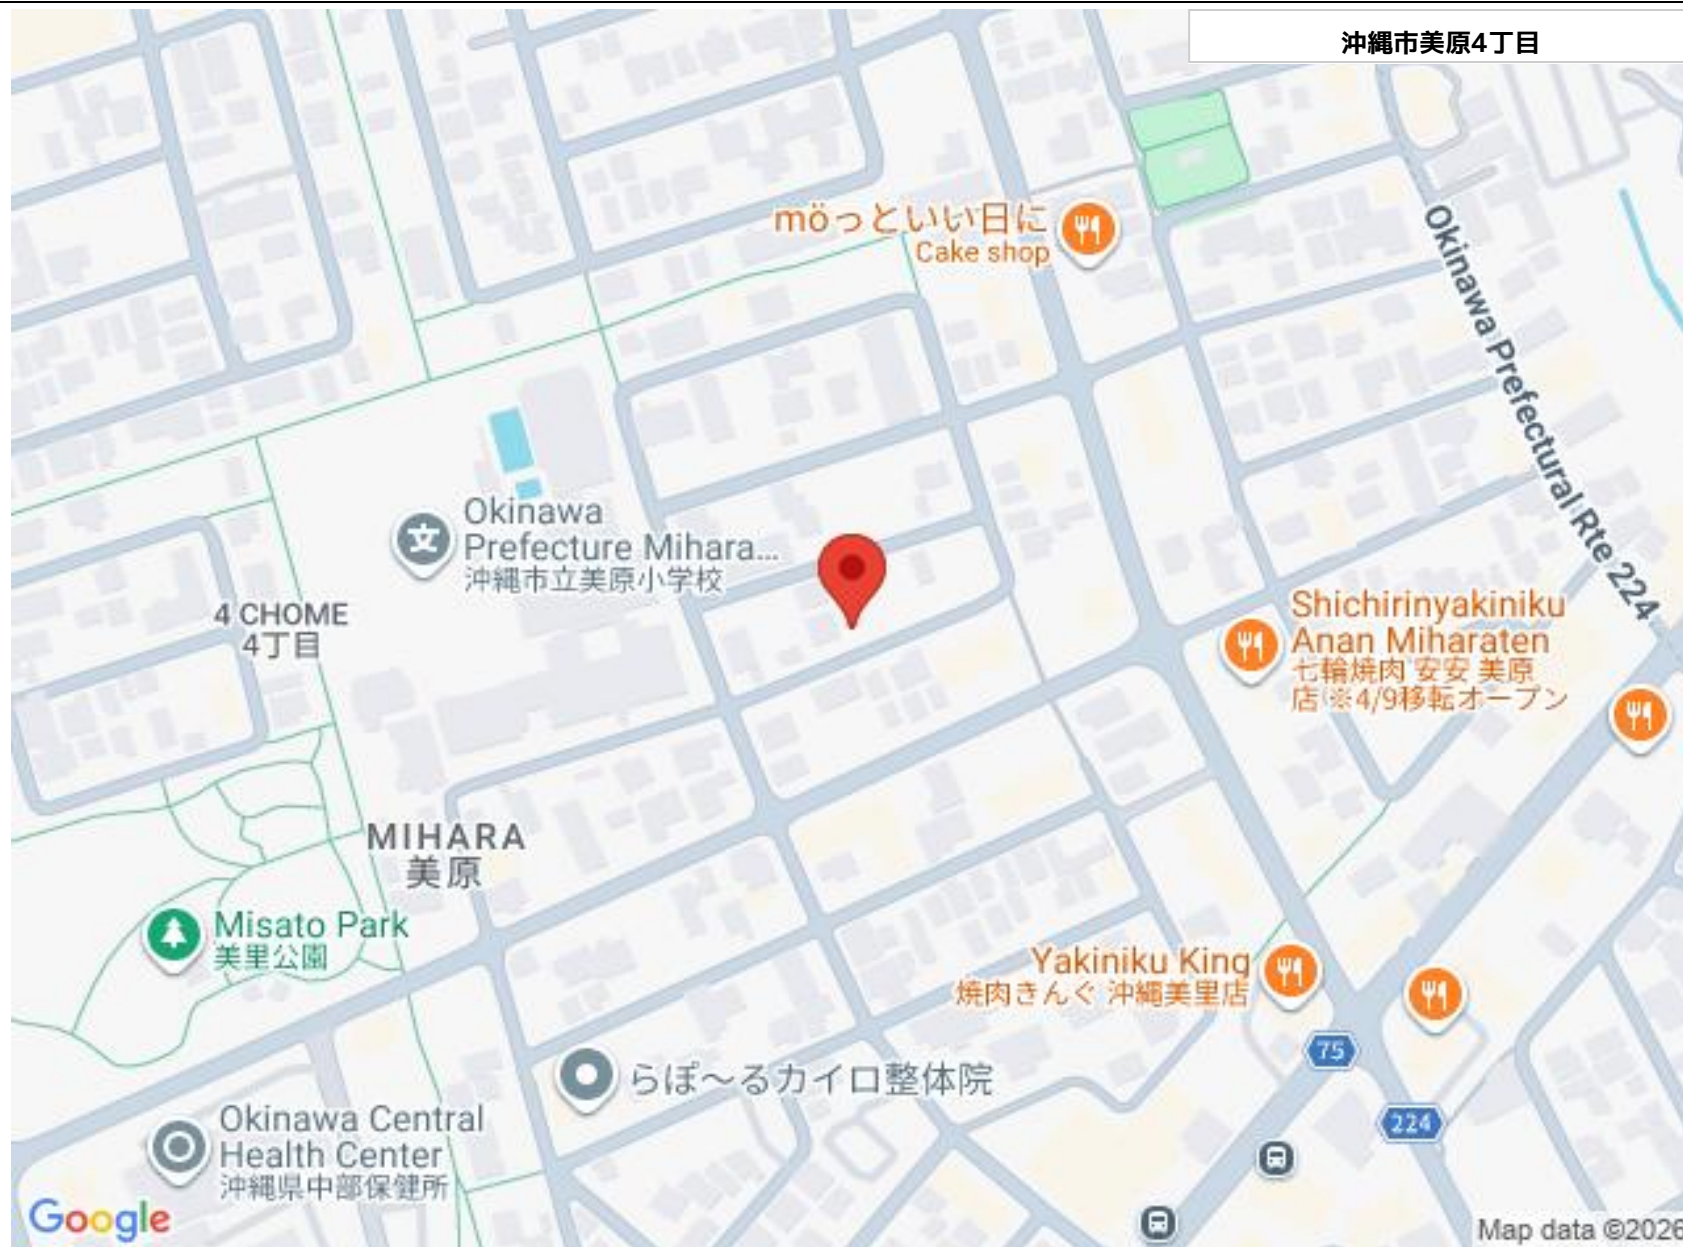 沖縄市美原4丁目
möっといい日に
Cake shop
Okinawa Prefectural Rte 224
Okinawa
Prefecture Mihara...
沖縄市立美原小学校
4 CHOME
4丁目
Shichirinyakiniku
Anan Miharaten
七輪焼肉 安安 美原
店 ※4/9移転オープン
MIHARA
美原
Misato Park
美里公園
Yakiniku King
焼肉きんぐ 沖縄美里店
75
らぽ〜るカイロ整体院
224
Okinawa Central
Health Center
沖縄県中部保健所
Google
Map data ©2026